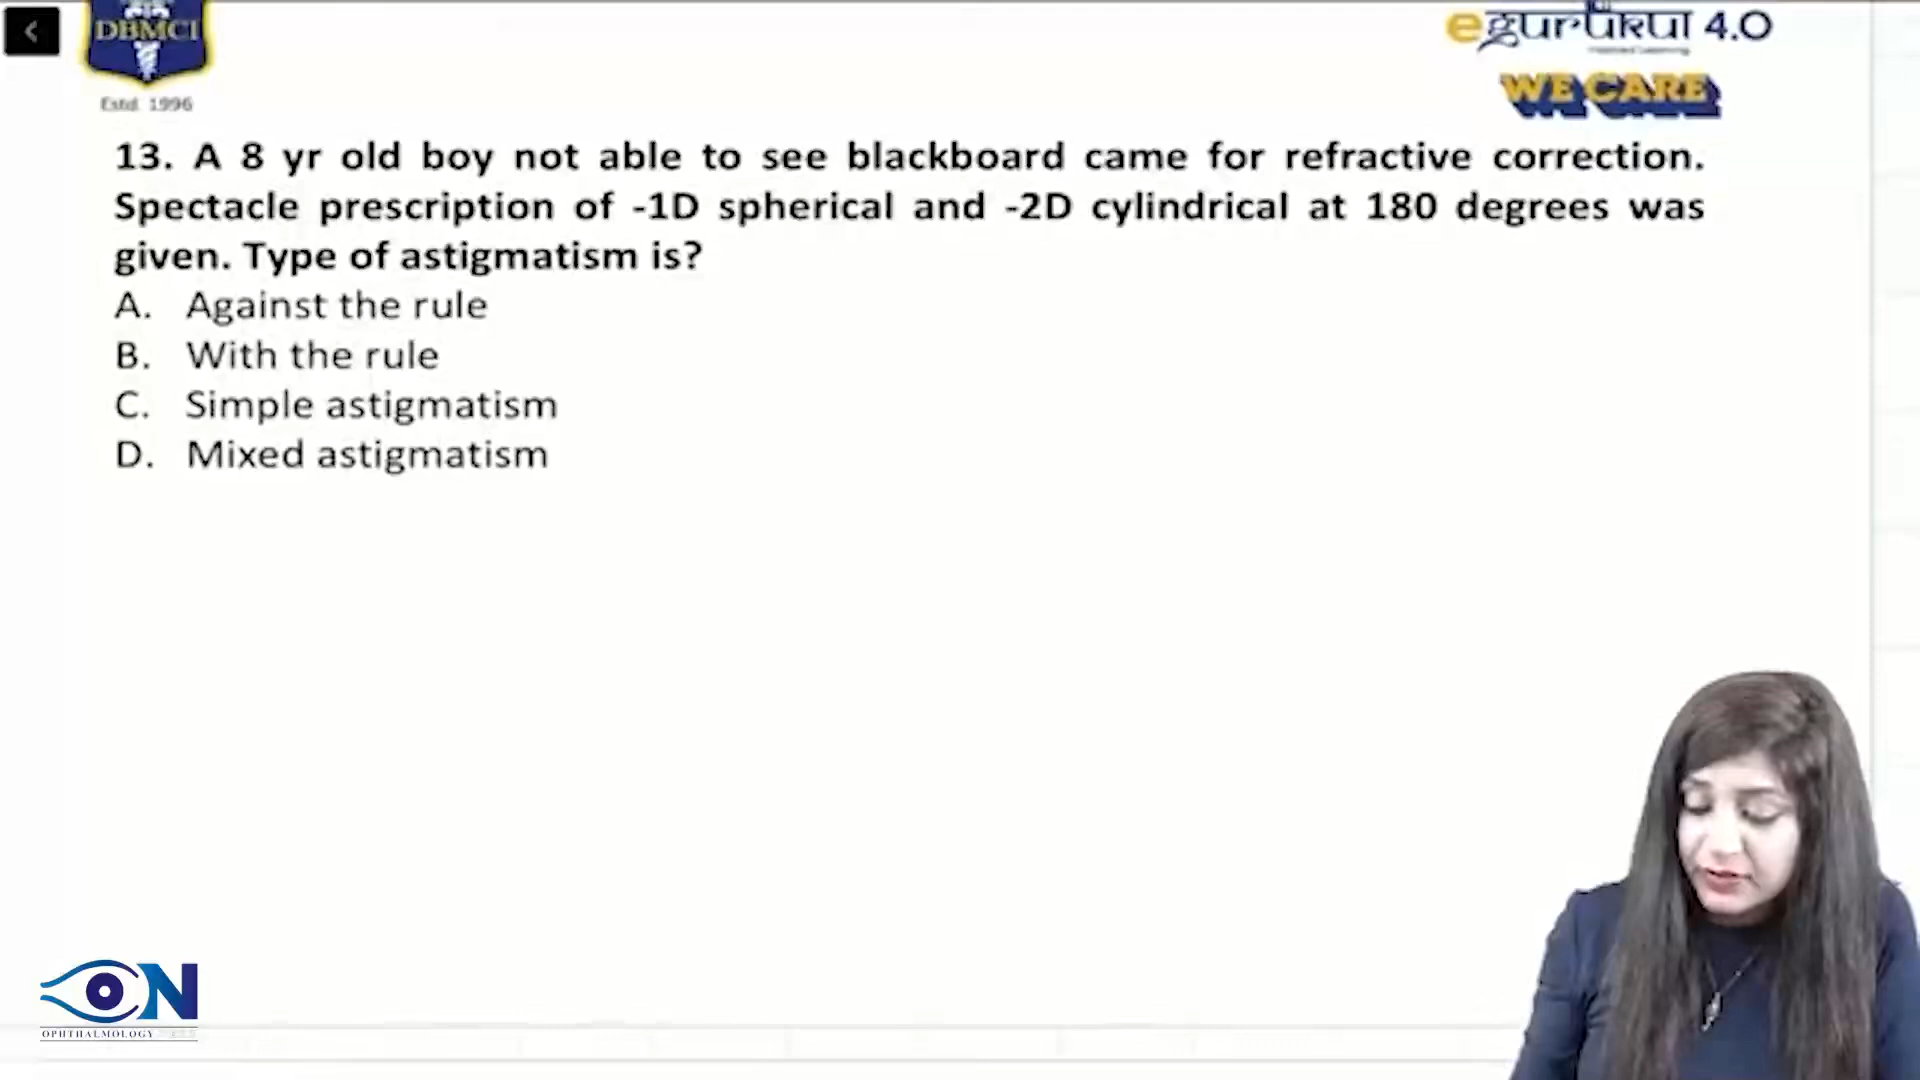 DBMCI
Estd. 1996
eगुरुkul 4.0
WE CARE
13. A 8 yr old boy not able to see blackboard came for refractive correction.
Spectacle prescription of -1D spherical and -2D cylindrical at 180 degrees was
given. Type of astigmatism is?
A. Against the rule
B. With the rule
C. Simple astigmatism
D. Mixed astigmatism
ON
OPHTHALMOLOGY